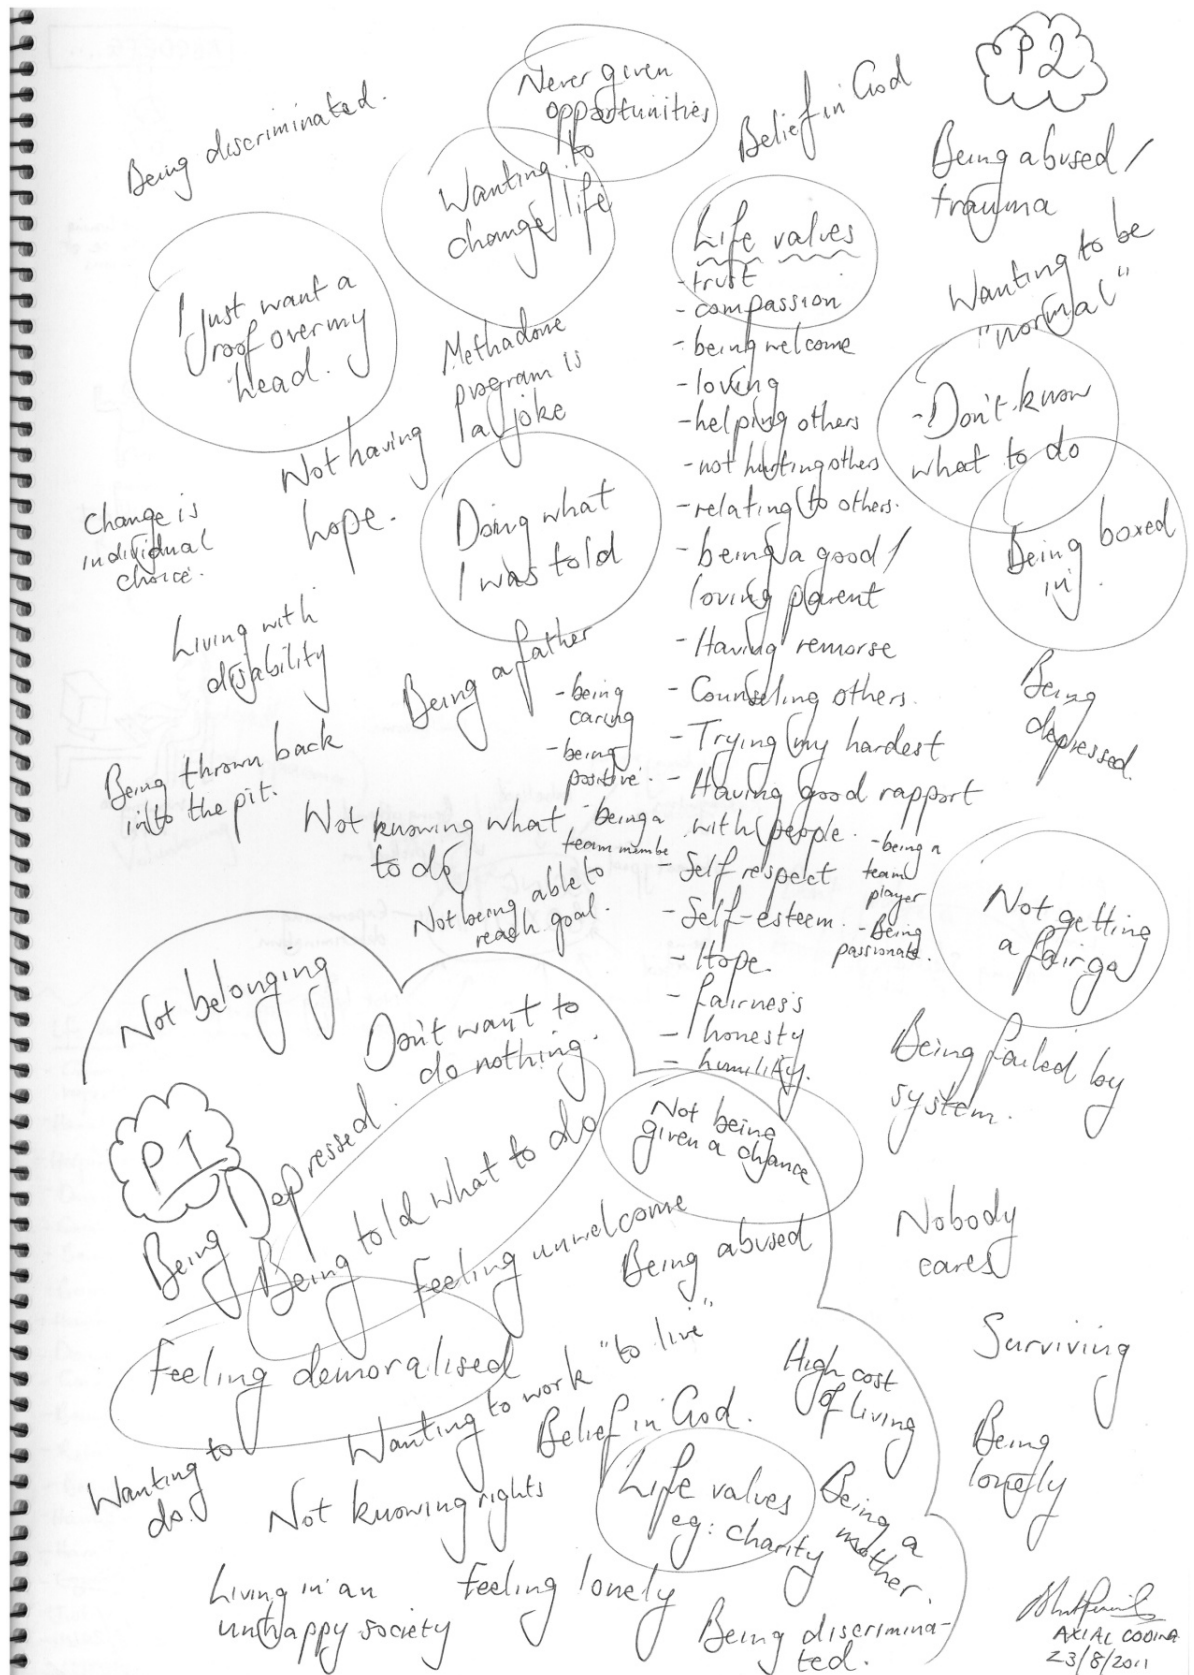 P2
Being discriminated.
Never given
opportunities
Wanting to
change life
Belief in God
Being abused /
trauma
Wanting to be
"normal"
I just want a
roof over my
head.
Life values
- trust
- compassion
- being welcome
- loving
- helping others
- not hurting others
- relating to others.
- being a good /
loving parent
- Having remorse
- Counseling others.
- Trying my hardest
- Having good rapport
with people.
- Self respect
- Self-esteem.
- Hope.
- fairness
- honesty
- humility.
- being a
team
player
- Being
passionate.
- being
caring
- being
positive.
- being a
team membe
Methadone
program is
a joke
- Don't know
what to do
Being boxed
in.
Not having
hope.
Doing what
I was told
Change is
individual
choice.
Living with
disability
Being a father
Being
depressed.
Being thrown back
into the pit.
Not knowing what
to do
Not being able to
reach goal.
Not getting
a fair go
Being failed by
system.
Nobody
cares
Surviving
Being
lonely
P1
Not belonging
Don't want to
do nothing.
Being Depressed.
Being told what to do
Not being
given a chance
Feeling unwelcome
Being abused
Feeling demoralised
Wanting to work "to live"
High cost
of living
Belief in God.
Wanting to
do.
Not knowing rights
Life values
eg: charity
Being a
mother.
Living in an
unhappy society
Feeling lonely
Being discrimina-
ted.
AXIAL CODING
23/8/2011